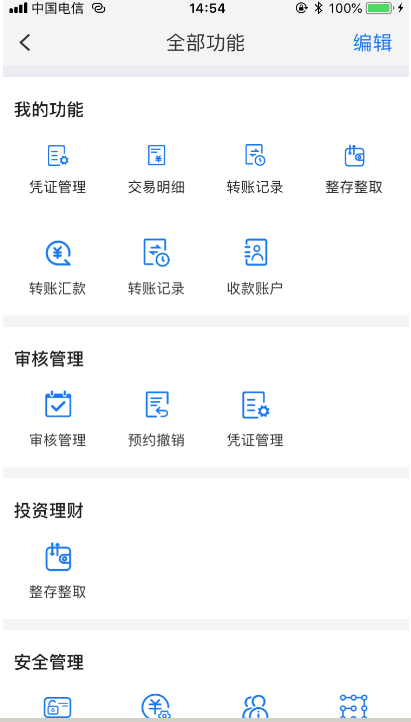 中国电信 14:54 100%
全部功能 编辑
我的功能
凭证管理 交易明细 转账记录 整存整取
转账汇款 转账记录 收款账户
审核管理
审核管理 预约撤销 凭证管理
投资理财
整存整取
安全管理